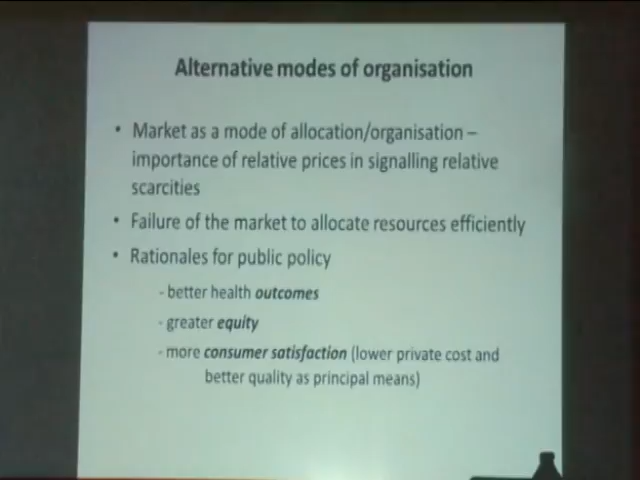 Alternative modes of organisation
• Market as a mode of allocation/organisation –
importance of relative prices in signalling relative
scarcities
• Failure of the market to allocate resources efficiently
• Rationales for public policy
- better health outcomes
- greater equity
- more consumer satisfaction (lower private cost and
better quality as principal means)